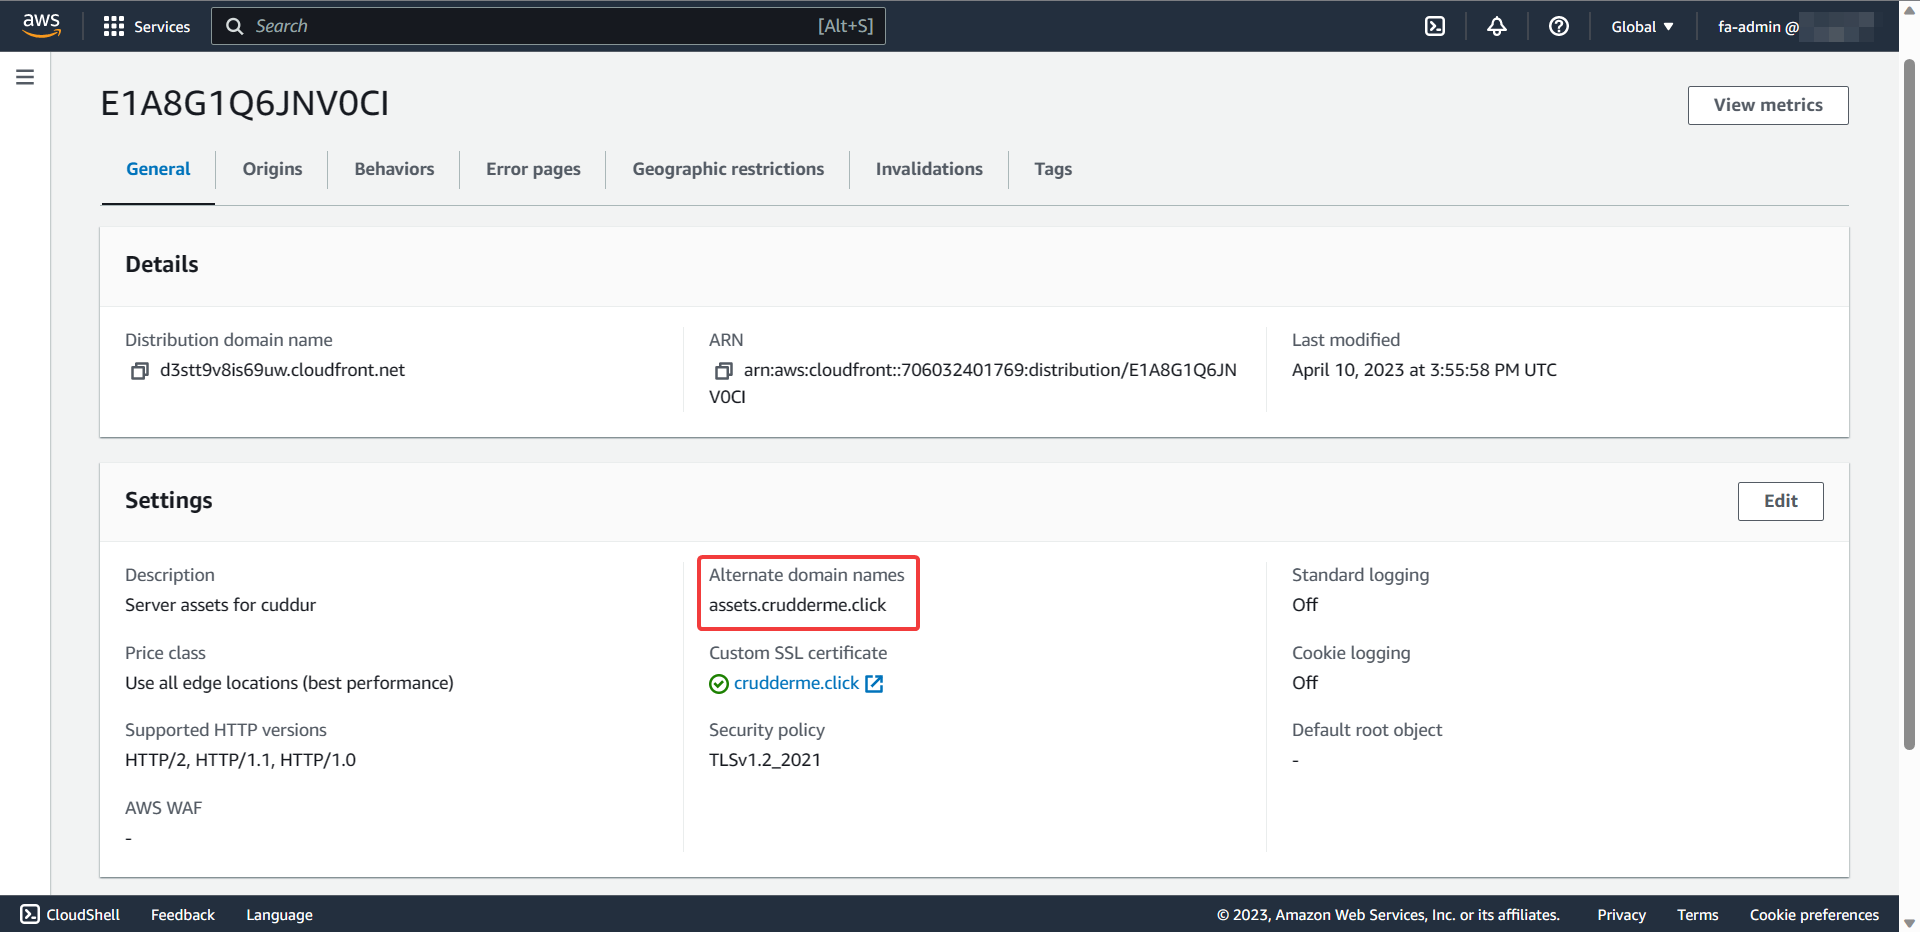 aws
Services
Search [Alt+S]
Global
fa-admin @
E1A8G1Q6JNV0CI
View metrics
General
Origins
Behaviors
Error pages
Geographic restrictions
Invalidations
Tags
Details
Distribution domain name
d3stt9v8is69uw.cloudfront.net
ARN
arn:aws:cloudfront::706032401769:distribution/E1A8G1Q6JN
V0CI
Last modified
April 10, 2023 at 3:55:58 PM UTC
Settings
Edit
Description
Server assets for cuddur
Price class
Use all edge locations (best performance)
Supported HTTP versions
HTTP/2, HTTP/1.1, HTTP/1.0
AWS WAF
-
Alternate domain names
assets.crudderme.click
Custom SSL certificate
crudderme.click
Security policy
TLSv1.2_2021
Standard logging
Off
Cookie logging
Off
Default root object
-
CloudShell
Feedback
Language
© 2023, Amazon Web Services, Inc. or its affiliates.
Privacy
Terms
Cookie preferences